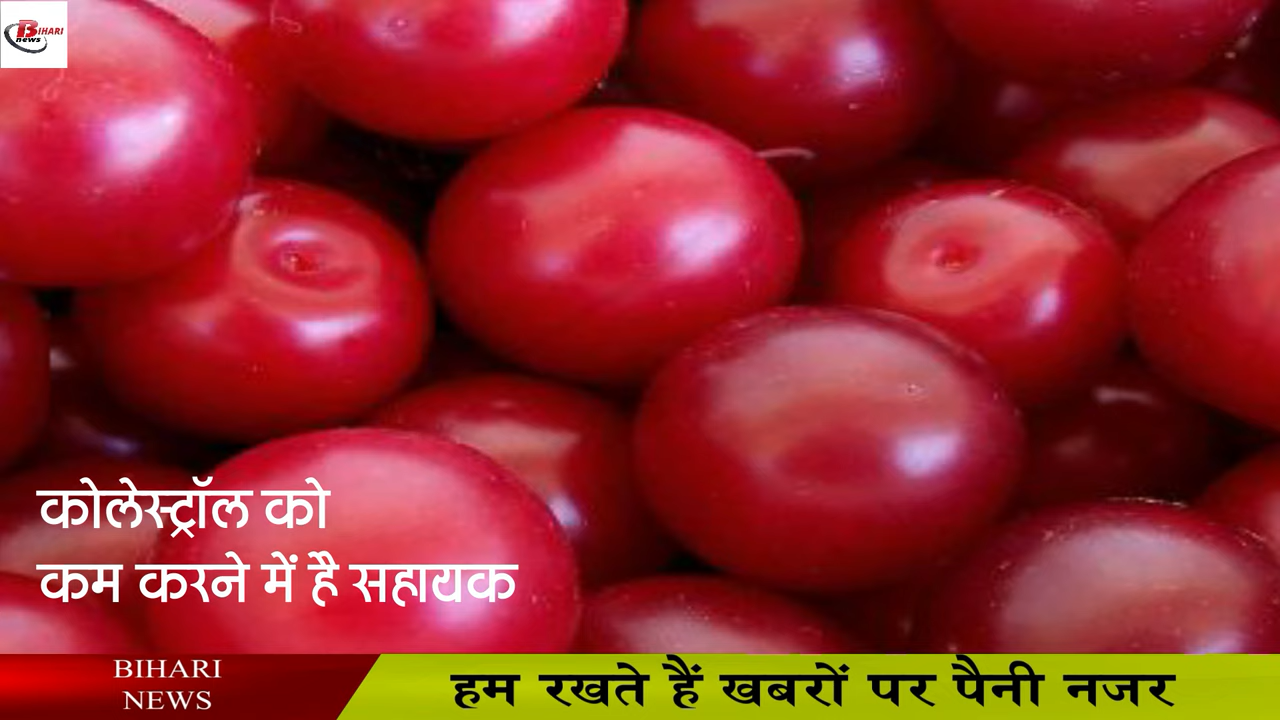 BIHARI
news
कोलेस्ट्रॉल को
कम करने में है सहायक
BIHARI
NEWS
हम रखते हैं खबरों पर पैनी नजर